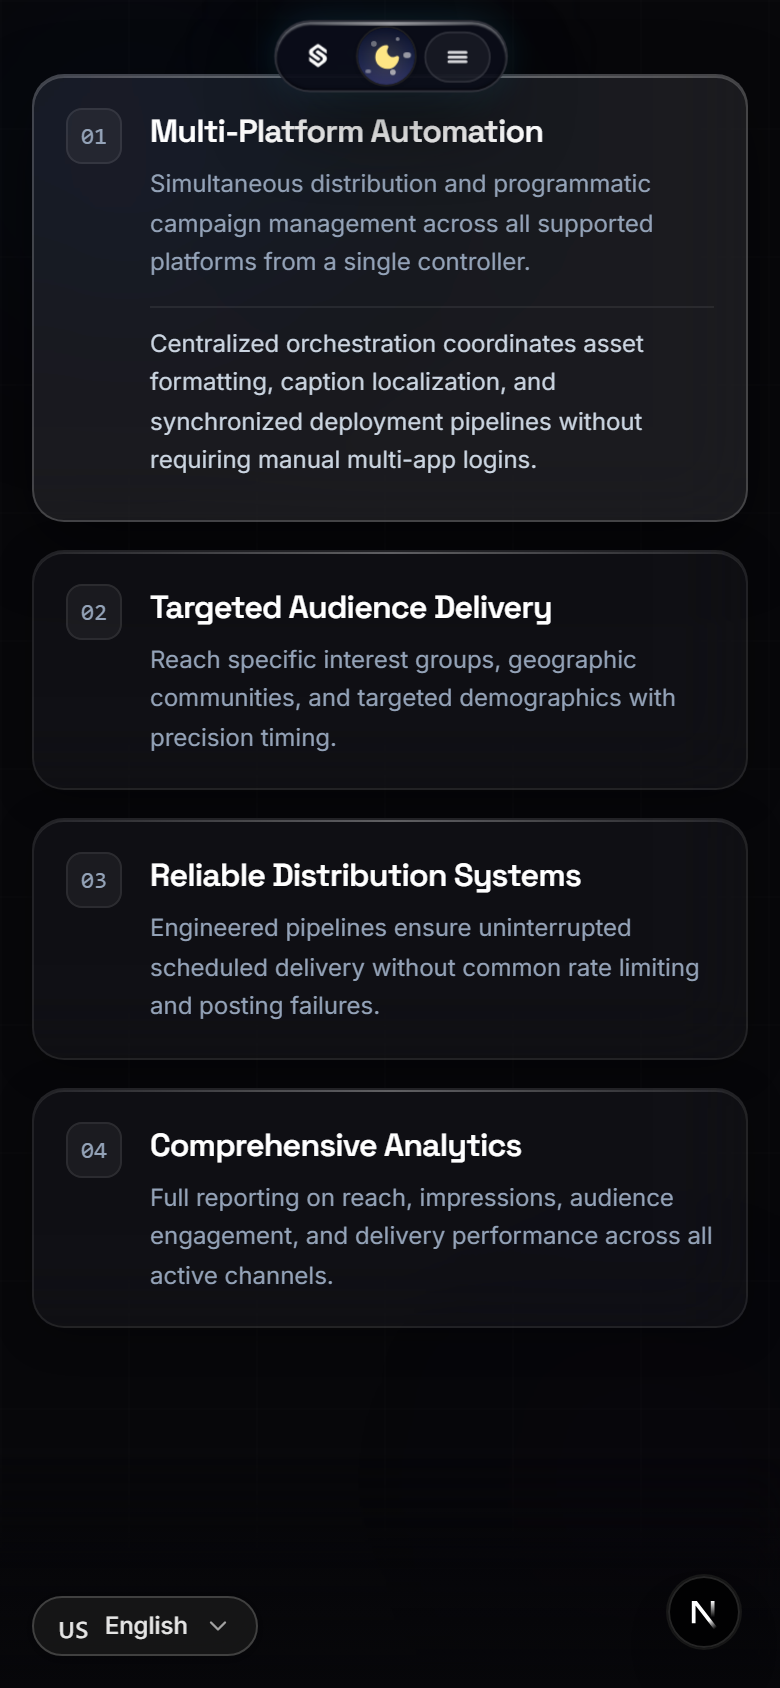 01
Multi-Platform Automation
Simultaneous distribution and programmatic
campaign management across all supported
platforms from a single controller.
Centralized orchestration coordinates asset
formatting, caption localization, and
synchronized deployment pipelines without
requiring manual multi-app logins.
02
Targeted Audience Delivery
Reach specific interest groups, geographic
communities, and targeted demographics with
precision timing.
03
Reliable Distribution Systems
Engineered pipelines ensure uninterrupted
scheduled delivery without common rate limiting
and posting failures.
04
Comprehensive Analytics
Full reporting on reach, impressions, audience
engagement, and delivery performance across all
active channels.
US English
N